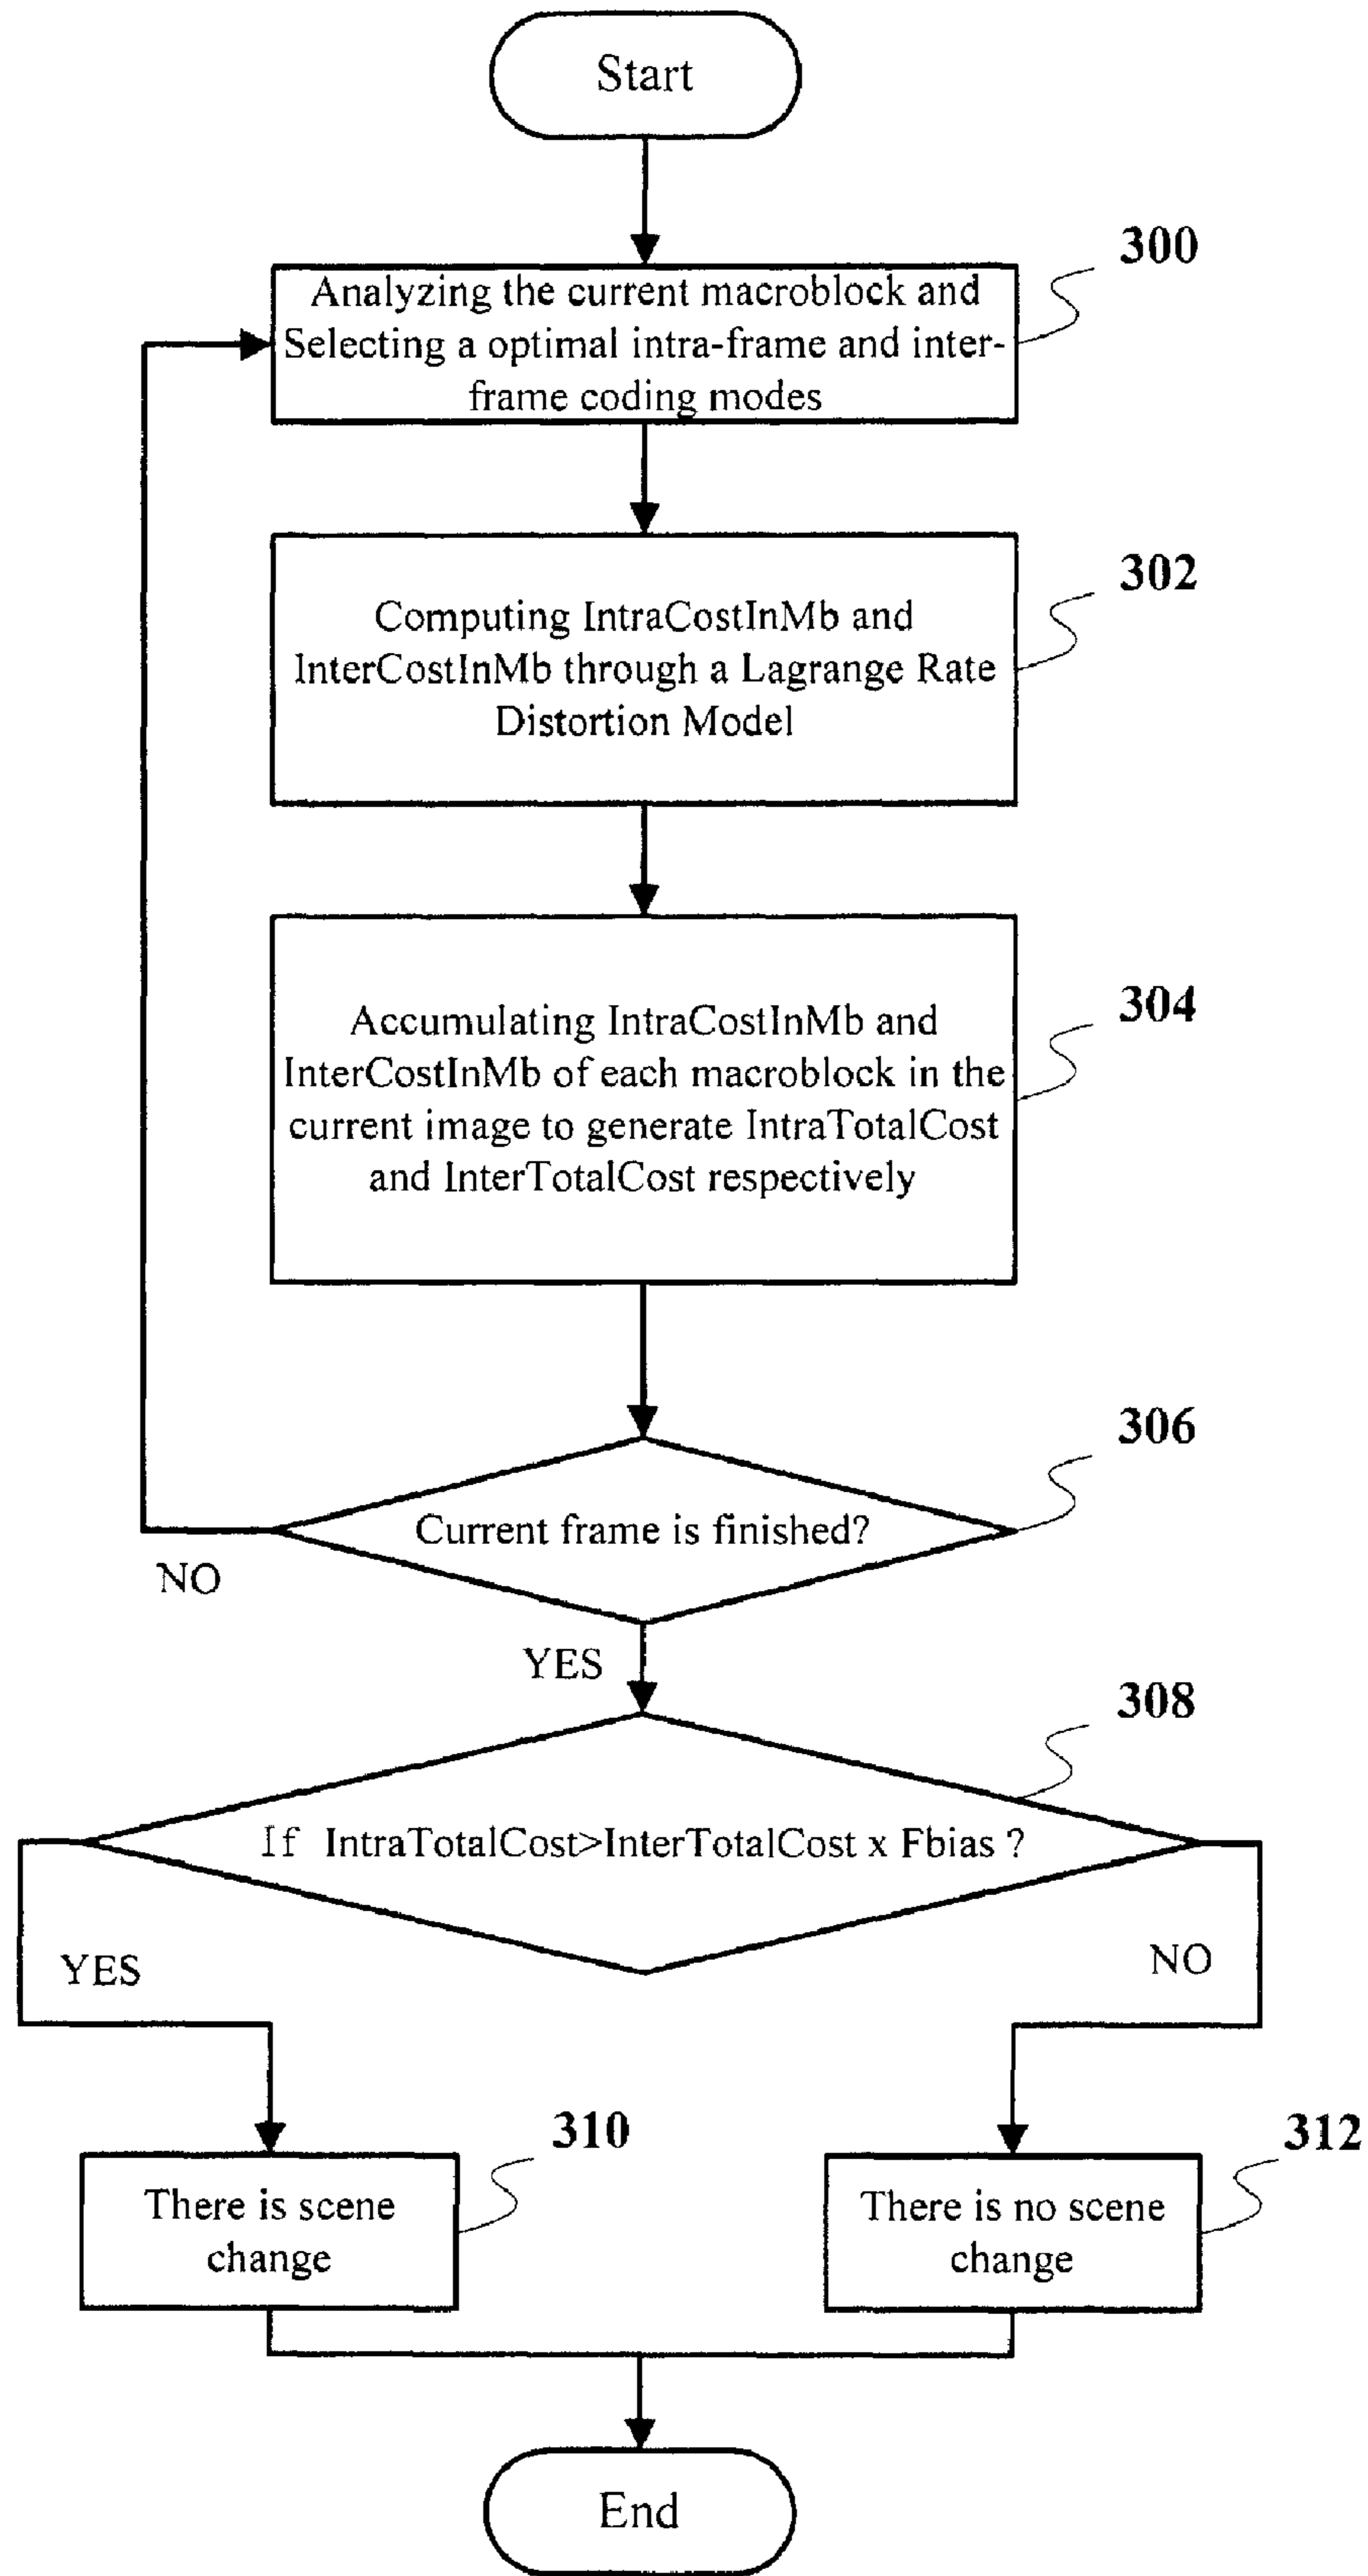 Start
300
Analyzing the current macroblock and
Selecting a optimal intra-frame and inter-
frame coding modes
302
Computing IntraCostInMb and
InterCostInMb through a Lagrange Rate
Distortion Model
304
Accumulating IntraCostInMb and
InterCostInMb of each macroblock in the
current image to generate IntraTotalCost
and InterTotalCost respectively
306
Current frame is finished?
NO
YES
308
If IntraTotalCost>InterTotalCost x Fbias ?
YES
NO
310
312
There is scene
change
There is no scene
change
End